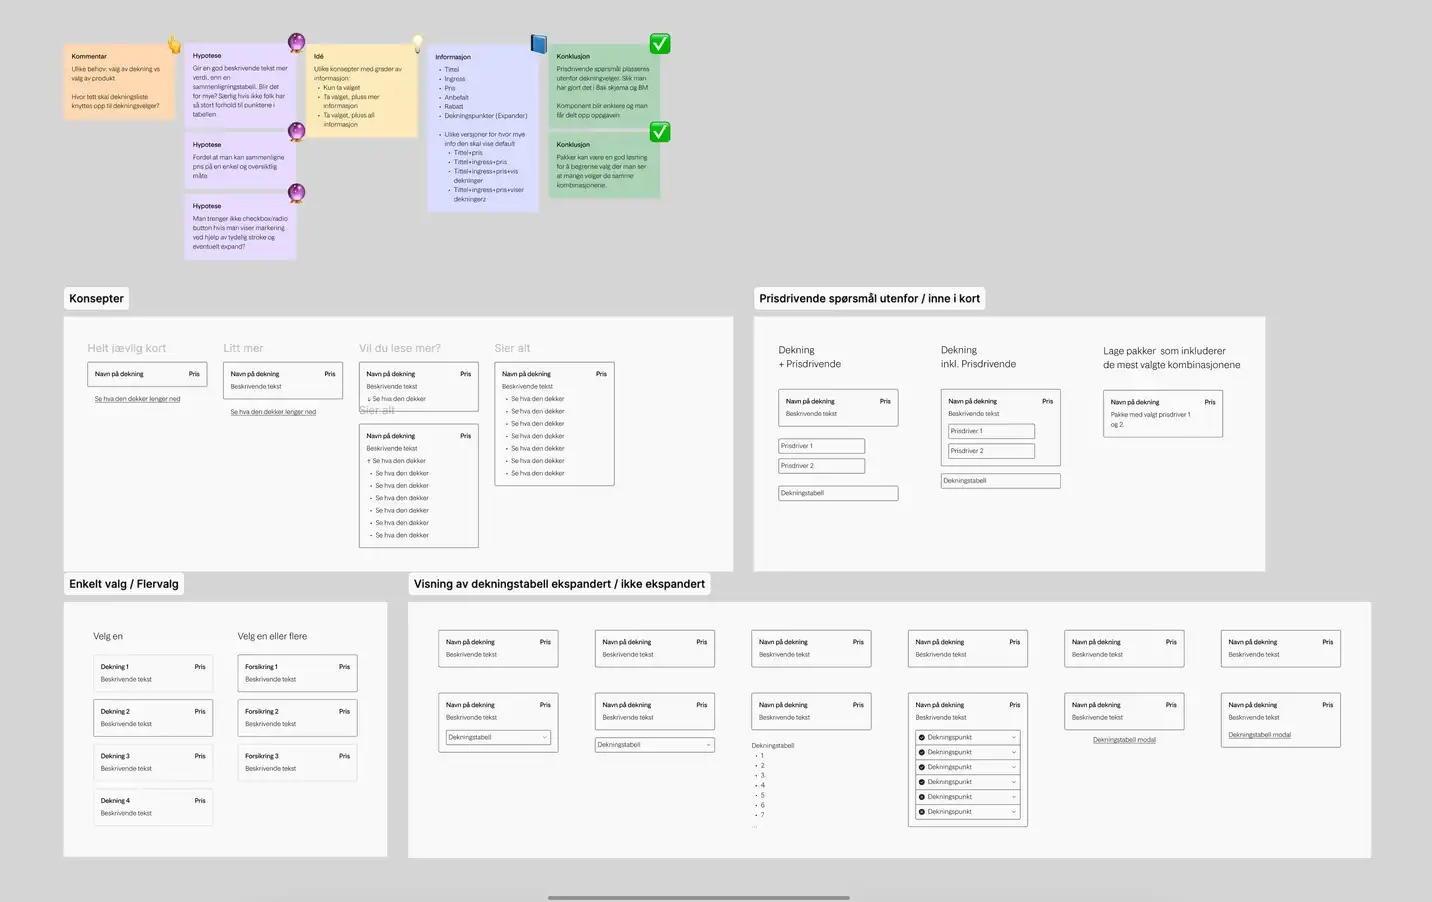 Kommentar
Ulike behov: valg av dekning vs
valg av produkt
Hvor tett skal dekningsliste
knyttes opp til dekningsvelger?
Hypotese
Gir en god beskrivende tekst mer
verdi, enn en
sammenligningstabell. Blir det
for mye? Særlig hvis ikke folk har
så stort forhold til punktene i
tabellen
Hypotese
Fordel at man kan sammenligne
pris på en enkel og oversiktlig
måte
Hypotese
Man trenger ikke checkbox/radio
button hvis man viser markering
ved hjelp av tydelig stroke og
eventuelt expand?
Idé
Ulike konsepter med grader av
informasjon:
• Kun ta valget
• Ta valget, pluss mer
informasjon
• Ta valget, pluss all
informasjon
Informasjon
• Tittel
• Ingress
• Pris
• Anbefalt
• Rabatt
• Dekningspunkter (Expander)
• Ulike versjoner for hvor mye
info den skal vise default
• Tittel+pris
• Tittel+ingress+pris
• Tittel+ingress+pris+vis
dekninger
• Tittel+ingress+pris+viser
dekningerz
Konklusjon
Prisdrivende spørsmål plasseres
utenfor dekningvelger. Slik man
har gjort det i Bak skjema og BM
Komponent blir enklere og man
får delt opp oppgaven
Konklusjon
Pakker kan være en god løsning
for å begrense valg der man ser
at mange velger de samme
kombinasjonene.
Konsepter
Helt jævlig kort
Navn på dekning Pris
Se hva den dekker lenger ned
Litt mer
Navn på dekning Pris
Beskrivende tekst
Se hva den dekker lenger ned
Vil du lese mer?
Navn på dekning Pris
Beskrivende tekst
↓ Se hva den dekker
Sier alt
Navn på dekning Pris
Beskrivende tekst
↑ Se hva den dekker
• Se hva den dekker
• Se hva den dekker
• Se hva den dekker
• Se hva den dekker
• Se hva den dekker
• Se hva den dekker
Sier alt
Navn på dekning Pris
Beskrivende tekst
• Se hva den dekker
• Se hva den dekker
• Se hva den dekker
• Se hva den dekker
• Se hva den dekker
• Se hva den dekker
• Se hva den dekker
Prisdrivende spørsmål utenfor / inne i kort
Dekning
+ Prisdrivende
Navn på dekning Pris
Beskrivende tekst
Prisdriver 1
Prisdriver 2
Dekningstabell
Dekning
inkl. Prisdrivende
Navn på dekning Pris
Beskrivende tekst
Prisdriver 1
Prisdriver 2
Dekningstabell
Lage pakker som inkluderer
de mest valgte kombinasjonene
Navn på dekning Pris
Pakke med valgt prisdriver 1
og 2.
Enkelt valg / Flervalg
Velg en
Dekning 1 Pris
Beskrivende tekst
Dekning 2 Pris
Beskrivende tekst
Dekning 3 Pris
Beskrivende tekst
Dekning 4 Pris
Beskrivende tekst
Velg en eller flere
Forsikring 1 Pris
Beskrivende tekst
Forsikring 2 Pris
Beskrivende tekst
Forsikring 3 Pris
Beskrivende tekst
Visning av dekningstabell ekspandert / ikke ekspandert
Navn på dekning Pris
Beskrivende tekst
Navn på dekning Pris
Beskrivende tekst
Navn på dekning Pris
Beskrivende tekst
Navn på dekning Pris
Beskrivende tekst
Navn på dekning Pris
Beskrivende tekst
Navn på dekning Pris
Beskrivende tekst
Navn på dekning Pris
Beskrivende tekst
Dekningstabell
Navn på dekning Pris
Beskrivende tekst
Dekningstabell
Navn på dekning Pris
Beskrivende tekst
Dekningstabell
• 1
• 2
• 3
• 4
• 5
• 6
• 7
...
Navn på dekning Pris
Beskrivende tekst
Dekningspunkt
Dekningspunkt
Dekningspunkt
Dekningspunkt
Dekningspunkt
Dekningspunkt
Navn på dekning Pris
Beskrivende tekst
Dekningstabell modal
Navn på dekning Pris
Beskrivende tekst
Dekningstabell modal